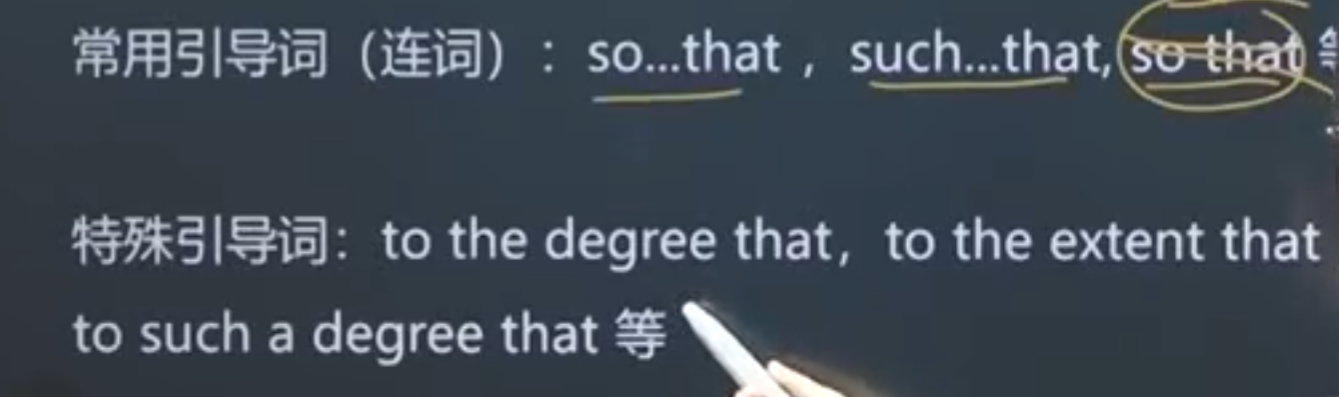 常用引导词（连词）：so...that ，such...that, so that 等
特殊引导词：to the degree that，to the extent that
to such a degree that 等